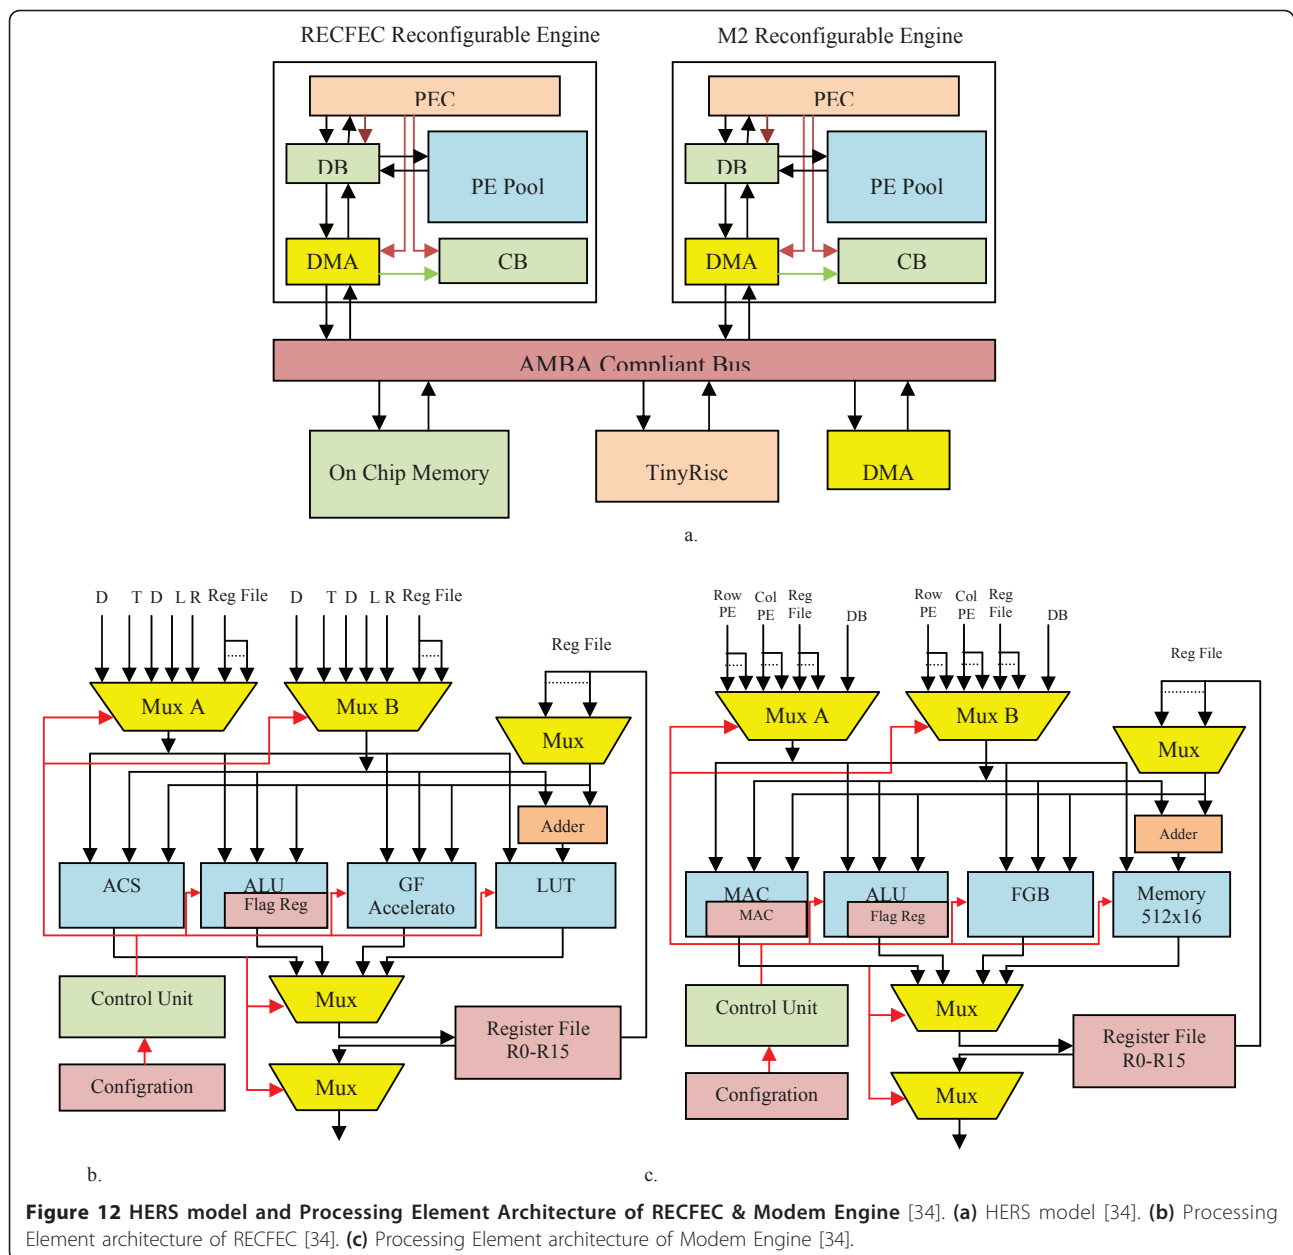 RECFEC Reconfigurable Engine
M2 Reconfigurable Engine
PEC
DB
PE Pool
DMA
CB
PEC
DB
PE Pool
DMA
CB
AMBA Compliant Bus
On Chip Memory
TinyRisc
DMA
a.
D T D L R Reg File
D T D L R Reg File
Reg File
Mux A
Mux B
Mux
Adder
ACS
ALU
Flag Reg
GF
Accelerato
LUT
Control Unit
Mux
Register File
R0-R15
Configration
Mux
b.
Row
PE
Col
PE
Reg
File
DB
Row
PE
Col
PE
Reg
File
DB
Reg File
Mux A
Mux B
Mux
Adder
MAC
MAC
ALU
Flag Reg
FGB
Memory
512x16
Control Unit
Mux
Register File
R0-R15
Configration
Mux
c.
Figure 12 HERS model and Processing Element Architecture of RECFEC & Modem Engine [34]. (a) HERS model [34]. (b) Processing
Element architecture of RECFEC [34]. (c) Processing Element architecture of Modem Engine [34].